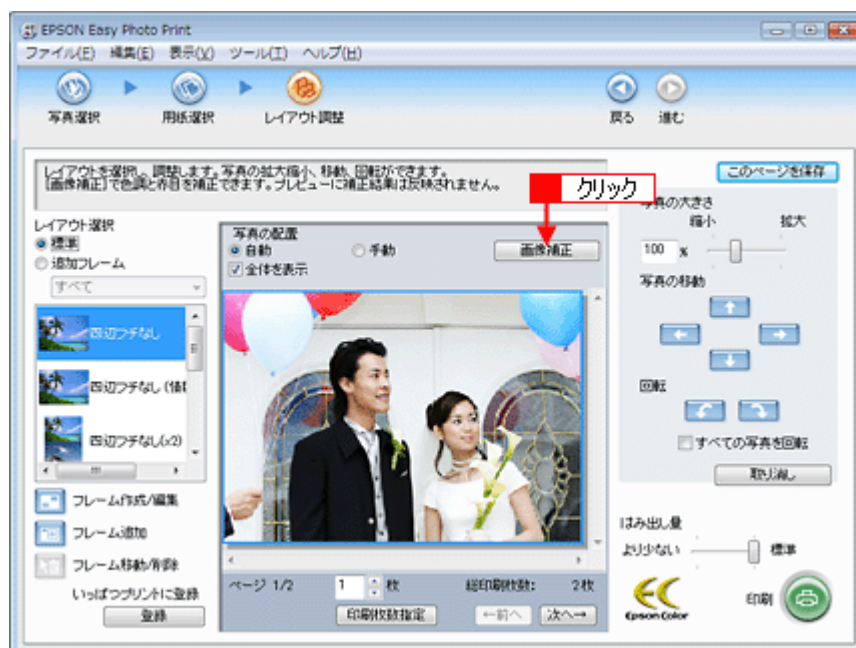 EPSON Easy Photo Print
ファイル(F) 編集(E) 表示(V) ツール(T) ヘルプ(H)
写真選択 用紙選択 レイアウト調整 戻る 進む
レイアウトを選択し、調整します。写真の拡大縮小、移動、回転ができます。
[画像補正]で色調と赤目を補正できます。プレビューに補正結果は反映されません。
クリック
このページを保存
レイアウト選択
標準
追加フレーム
すべて
四辺フチなし
四辺フチなし (情報
四辺フチなし(x2)
フレーム作成/編集
フレーム追加
フレーム移動/削除
いっぱつプリントに登録
登録
写真の配置
自動 手動 画像補正
全体を表示
ページ 1/2 1 枚 総印刷枚数: 2枚
印刷枚数指定 ←前へ 次へ→
写真の大きさ
縮小 拡大
100 %
写真の移動
回転
すべての写真を回転
取り消し
はみ出し量
より少ない 標準
Epson Color 印刷